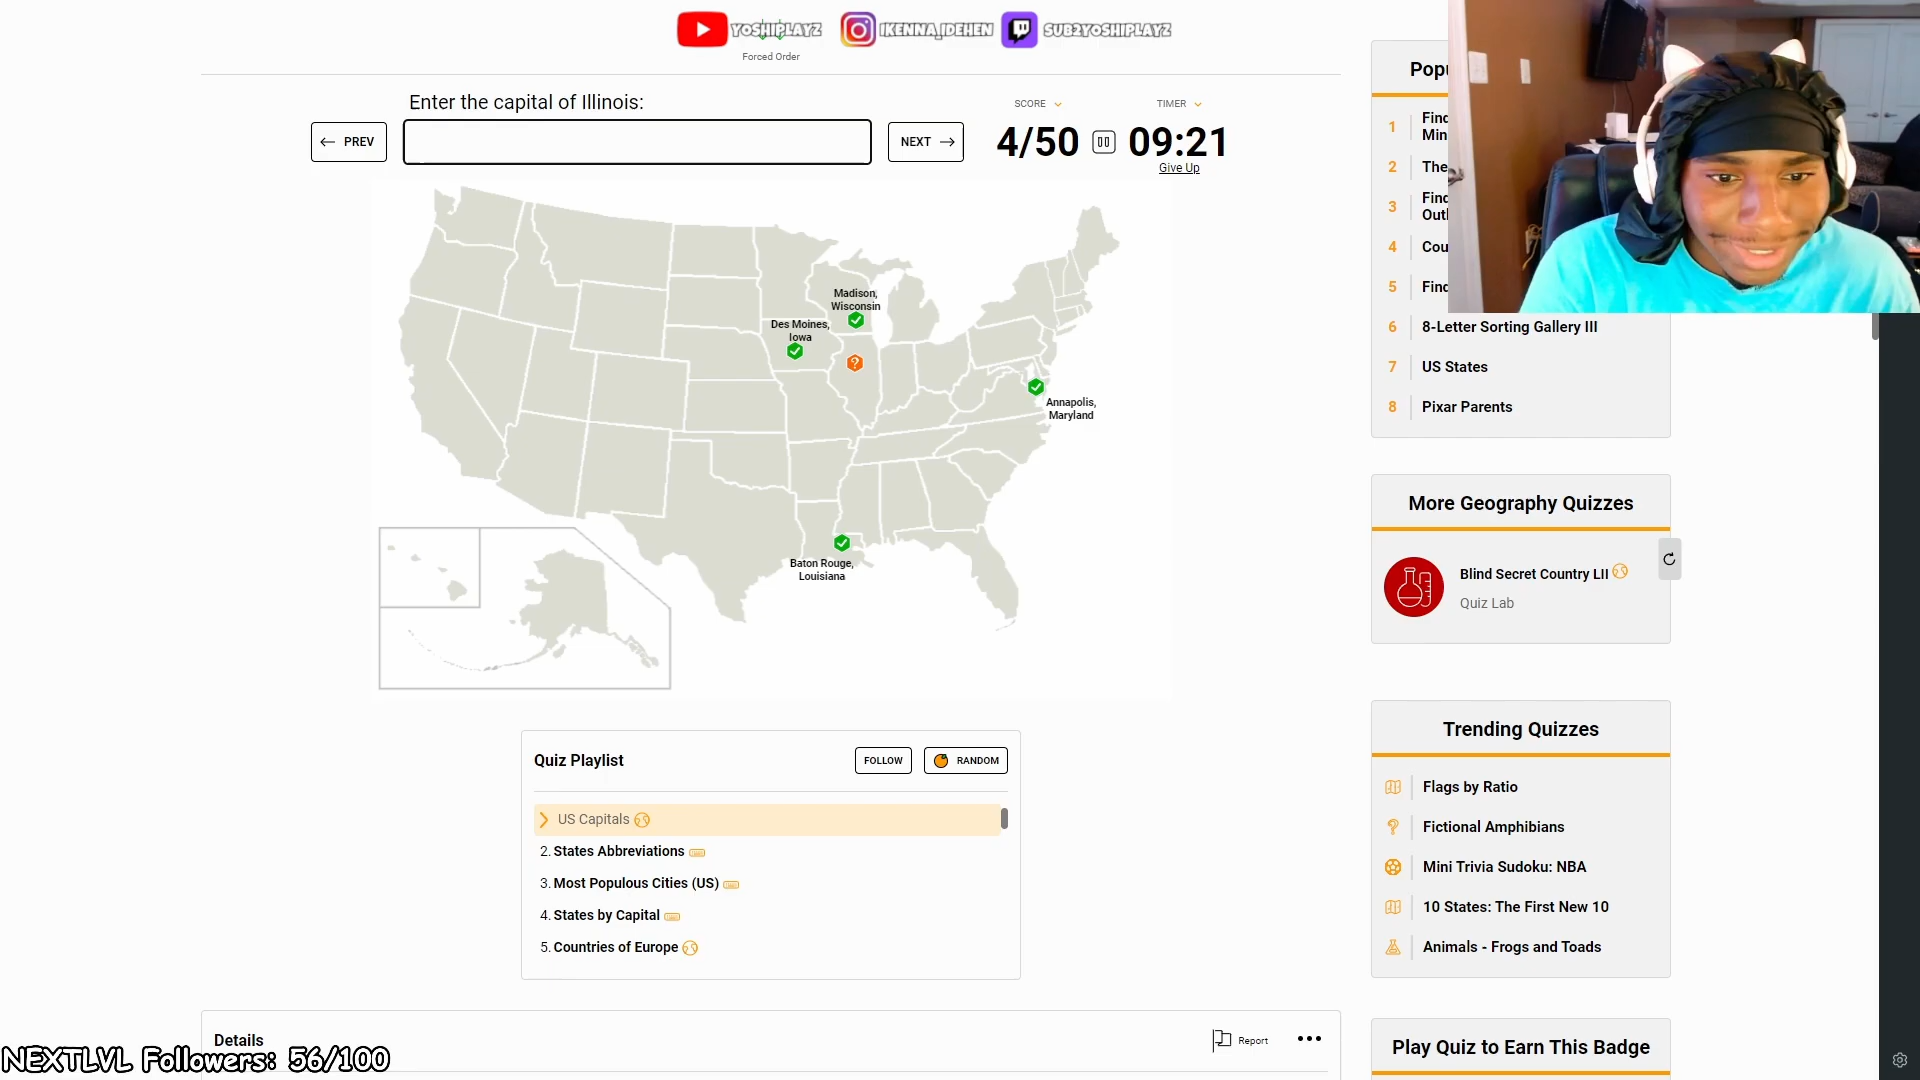 YOSHIPLAYZ
IKENNA_IDEHEN
SUB2YOSHIPLAYZ
Forced Order
Enter the capital of Illinois:
PREV
NEXT
SCORE
4/50
TIMER
09:21
Give Up
Madison,
Wisconsin
Des Moines,
Iowa
?
Annapolis,
Maryland
Baton Rouge,
Louisiana
Quiz Playlist
FOLLOW
RANDOM
US Capitals
2. States Abbreviations
3. Most Populous Cities (US)
4. States by Capital
5. Countries of Europe
Details
Report
NEXTLVL Followers: 56/100
1
Min
2 The
3
4 Cou
5
6 8-Letter Sorting Gallery III
7 US States
8 Pixar Parents
More Geography Quizzes
Blind Secret Country LII
Quiz Lab
Trending Quizzes
Flags by Ratio
Fictional Amphibians
Mini Trivia Sudoku: NBA
10 States: The First New 10
Animals - Frogs and Toads
Play Quiz to Earn This Badge